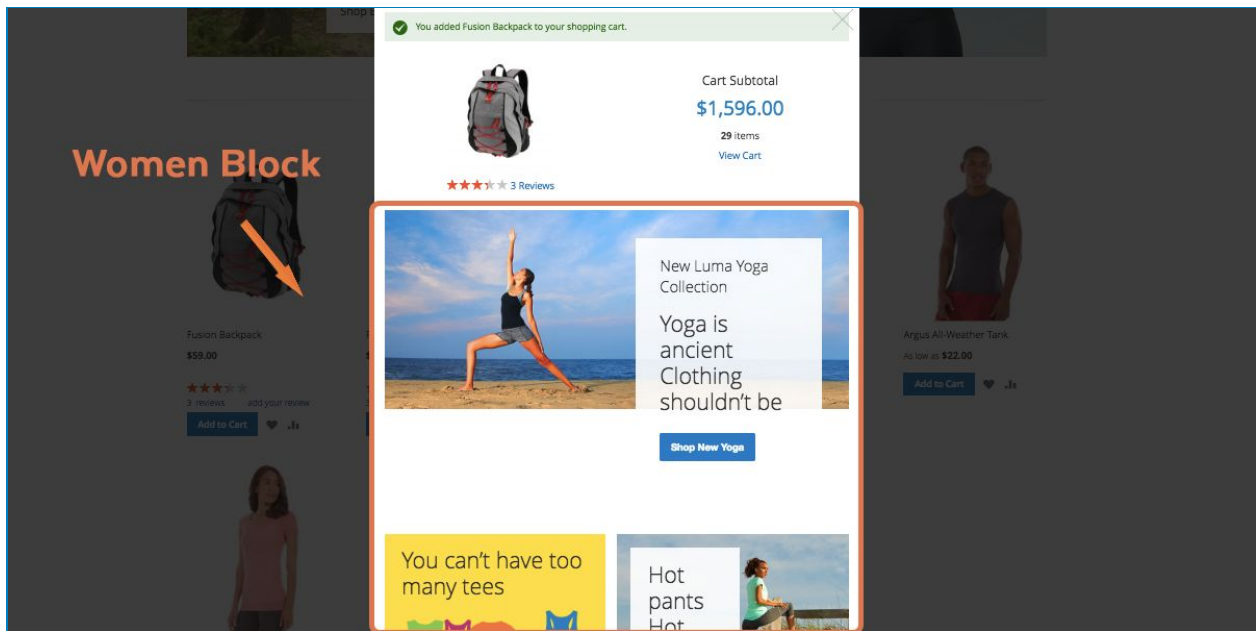 Shop
You added Fusion Backpack to your shopping cart.
Cart Subtotal
$1,596.00
29 items
View Cart
3 Reviews
Women Block
New Luma Yoga
Collection
Yoga is
ancient
Clothing
shouldn't be
Shop New Yoga
Fusion Backpack
$59.00
3 reviews add your review
Add to Cart
Argus All-Weather Tank
As low as $22.00
Add to Cart
You can't have too
many tees
Hot
pants
Hot